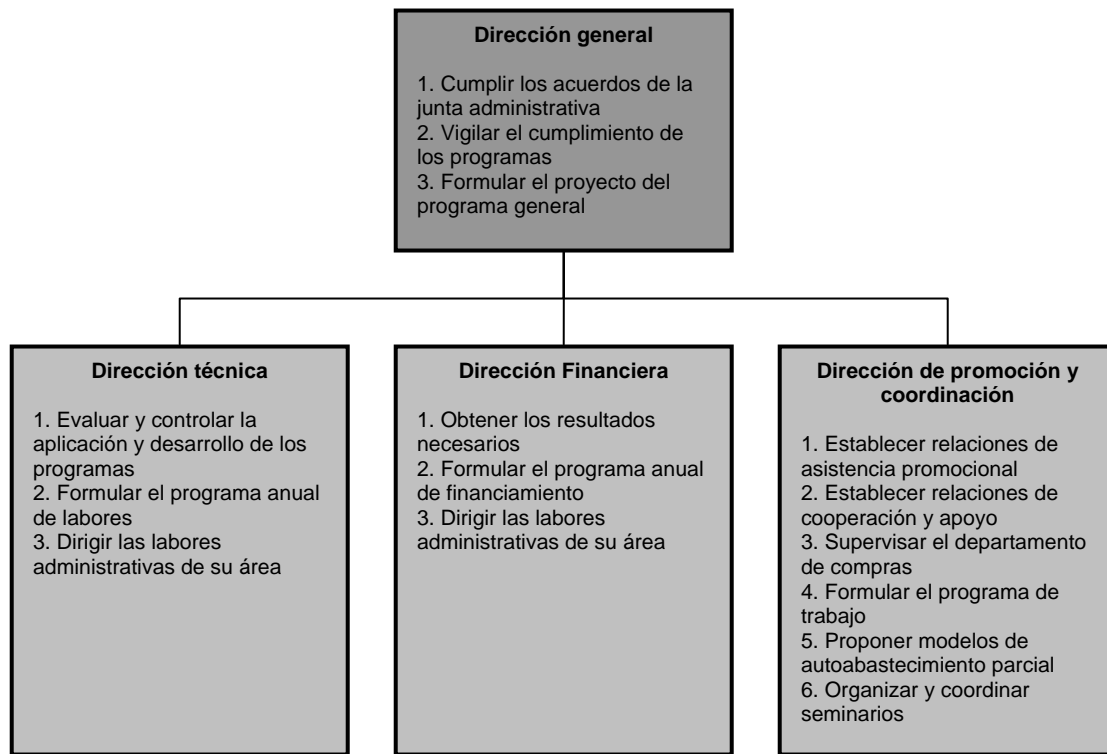 Dirección general
1. Cumplir los acuerdos de la
junta administrativa
2. Vigilar el cumplimiento de
los programas
3. Formular el proyecto del
programa general
Dirección técnica
1. Evaluar y controlar la
aplicación y desarrollo de los
programas
2. Formular el programa anual
de labores
3. Dirigir las labores
administrativas de su área
Dirección Financiera
1. Obtener los resultados
necesarios
2. Formular el programa anual
de financiamiento
3. Dirigir las labores
administrativas de su área
Dirección de promoción y
coordinación
1. Establecer relaciones de
asistencia promocional
2. Establecer relaciones de
cooperación y apoyo
3. Supervisar el departamento
de compras
4. Formular el programa de
trabajo
5. Proponer modelos de
autoabastecimiento parcial
6. Organizar y coordinar
seminarios